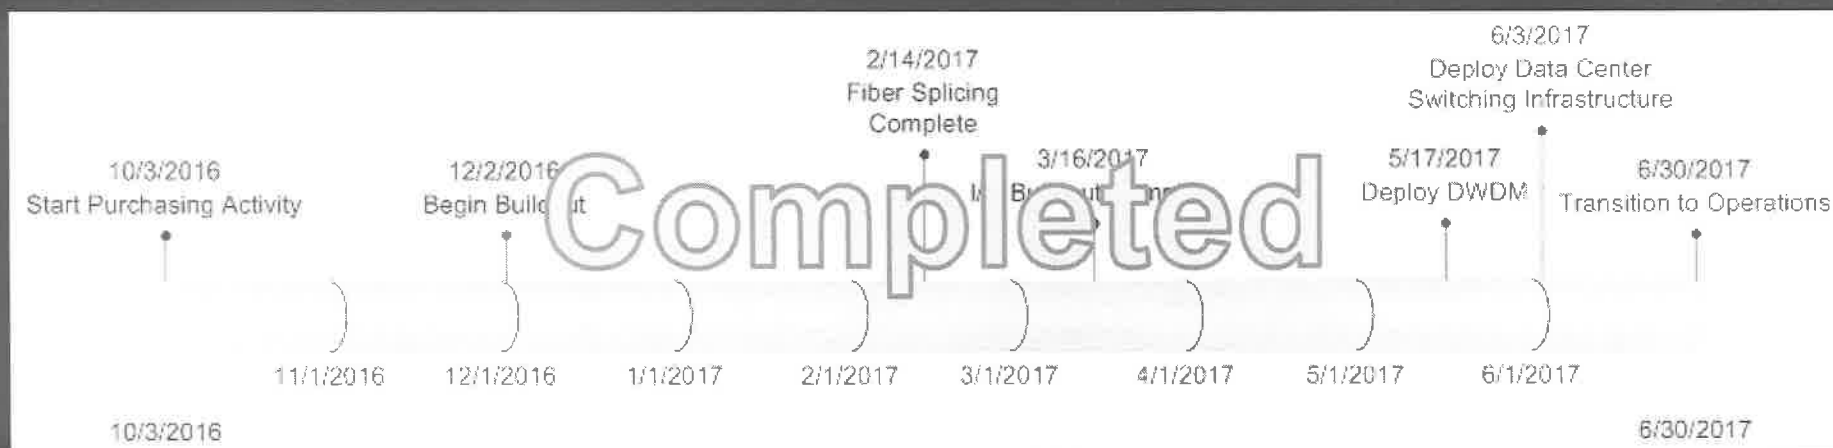 6/3/2017
Deploy Data Center
Switching Infrastructure
2/14/2017
Fiber Splicing
Complete
10/3/2016
Start Purchasing Activity
12/2/2016
Begin Buildout
3/16/2017
5/17/2017
Deploy DWDM
6/30/2017
Transition to Operations
Completed
11/1/2016
12/1/2016
1/1/2017
2/1/2017
3/1/2017
4/1/2017
5/1/2017
6/1/2017
10/3/2016
6/30/2017